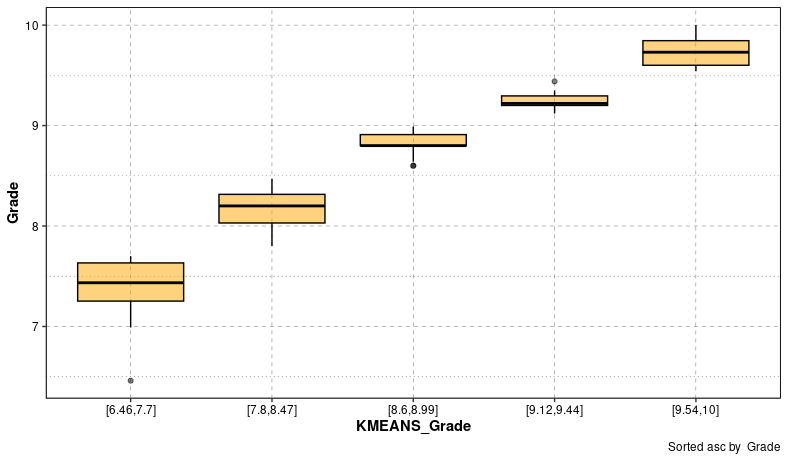 10
9
8
7
Grade
[6.46,7.7] [7.8,8.47] [8.6,8.99] [9.12,9.44] [9.54,10]
KMEANS_Grade
Sorted asc by  Grade